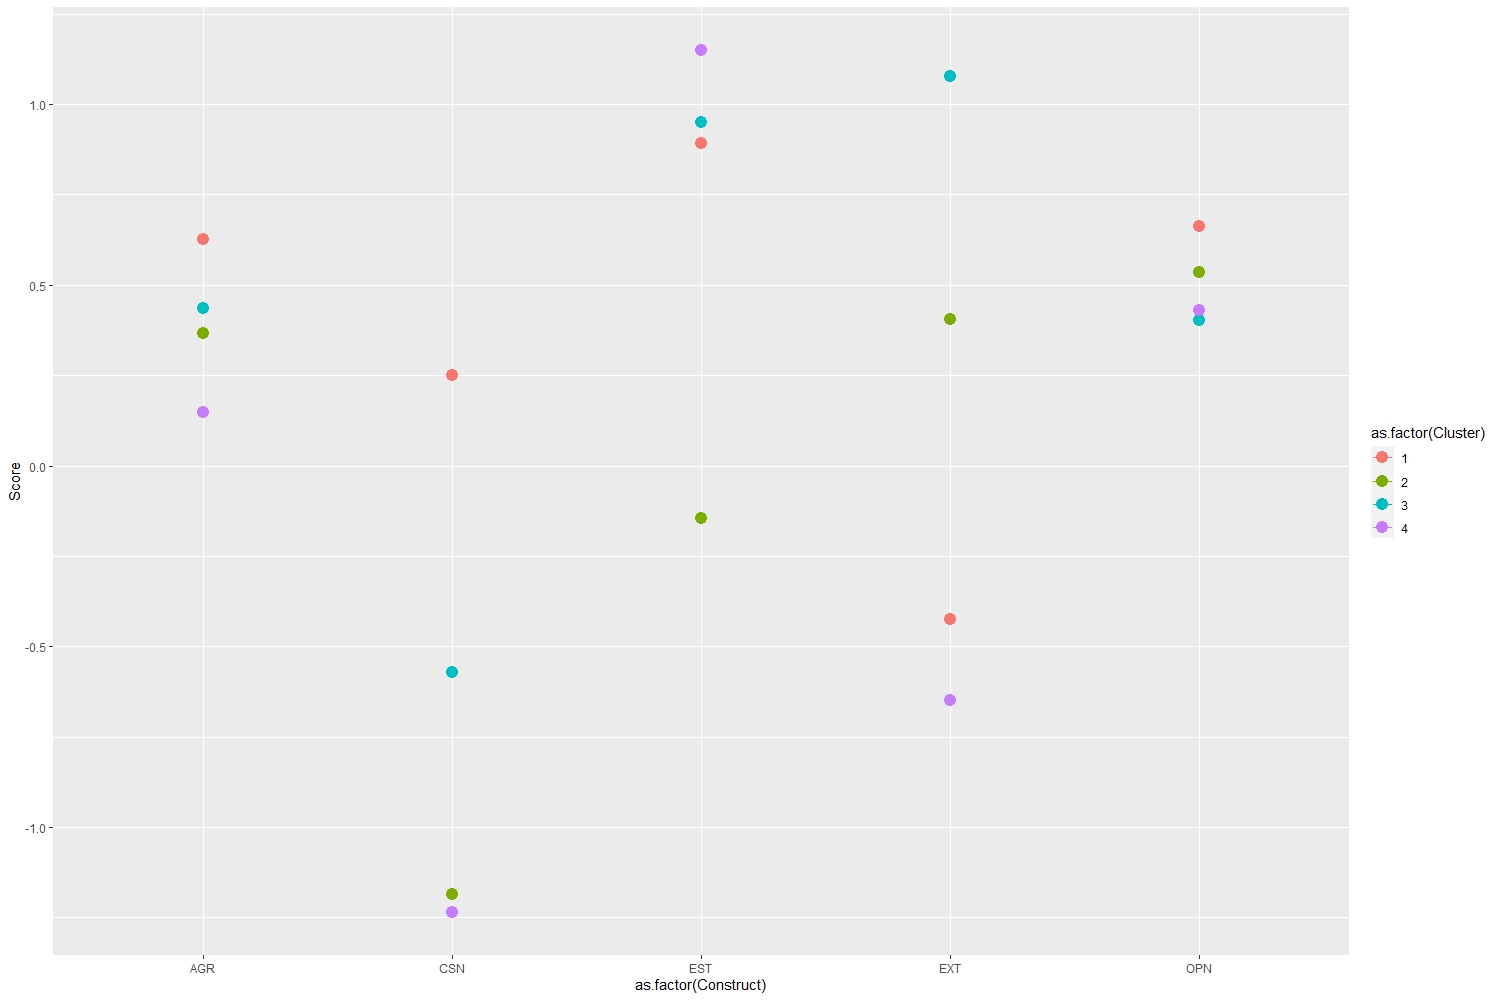 1.0
0.5
0.0
-0.5
-1.0
Score
AGR CSN EST EXT OPN
as.factor(Construct)
as.factor(Cluster)
1
2
3
4